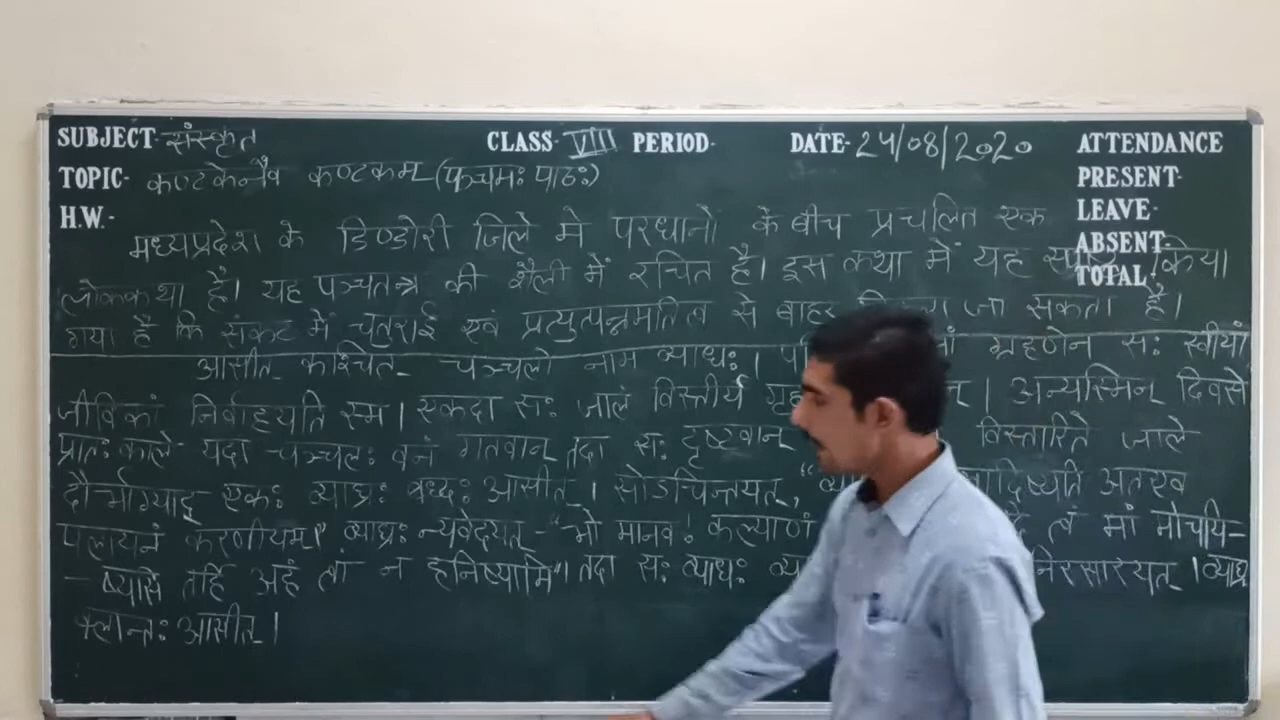 SUBJECT- संस्कृत CLASS- VIII PERIOD- DATE- 24/08/2020 ATTENDANCE
TOPIC- कण्टकेनैव कण्टकम् (पञ्चमः पाठः) PRESENT-
H.W.- LEAVE-
ABSENT-
TOTAL-
मध्यप्रदेश के डिण्डोरी जिले मे परधानों के बीच प्रचलित एक
लोककथा है। यह पञ्चतन्त्र की शैली में रचित है। इस कथा में यह किया
गया है कि संकट में चतुराई एवं प्रत्युत्पन्नमतित्व से बाहर जा सकता है।
आसीत् कश्चित् चञ्चलो नाम व्याधः। ग्रहणेन सः स्वीयां
जीविकां निर्वाहयति स्म। एकदा सः जालं विस्तीर्य । अन्यस्मिन् दिवसे
प्रातःकाले यदा चञ्चलः वनं गतवान् तदा सः दृष्टवान् विस्तारिते जाले
दौर्भाग्याद् एकः व्याघ्रः बध्दः आसीत्। सोऽचिन्तयत्, अतएव
पलायनं करणीयम्।" व्याघ्रः न्यवेदयत्-"भो मानव! कल्याणं त्वं मां मोचयि-
-ष्यसि तर्हि अहं त्वां न हनिष्यामि"। तदा सः व्याधः निरसारयत्। व्याघ्र
क्लान्तः आसीत्।